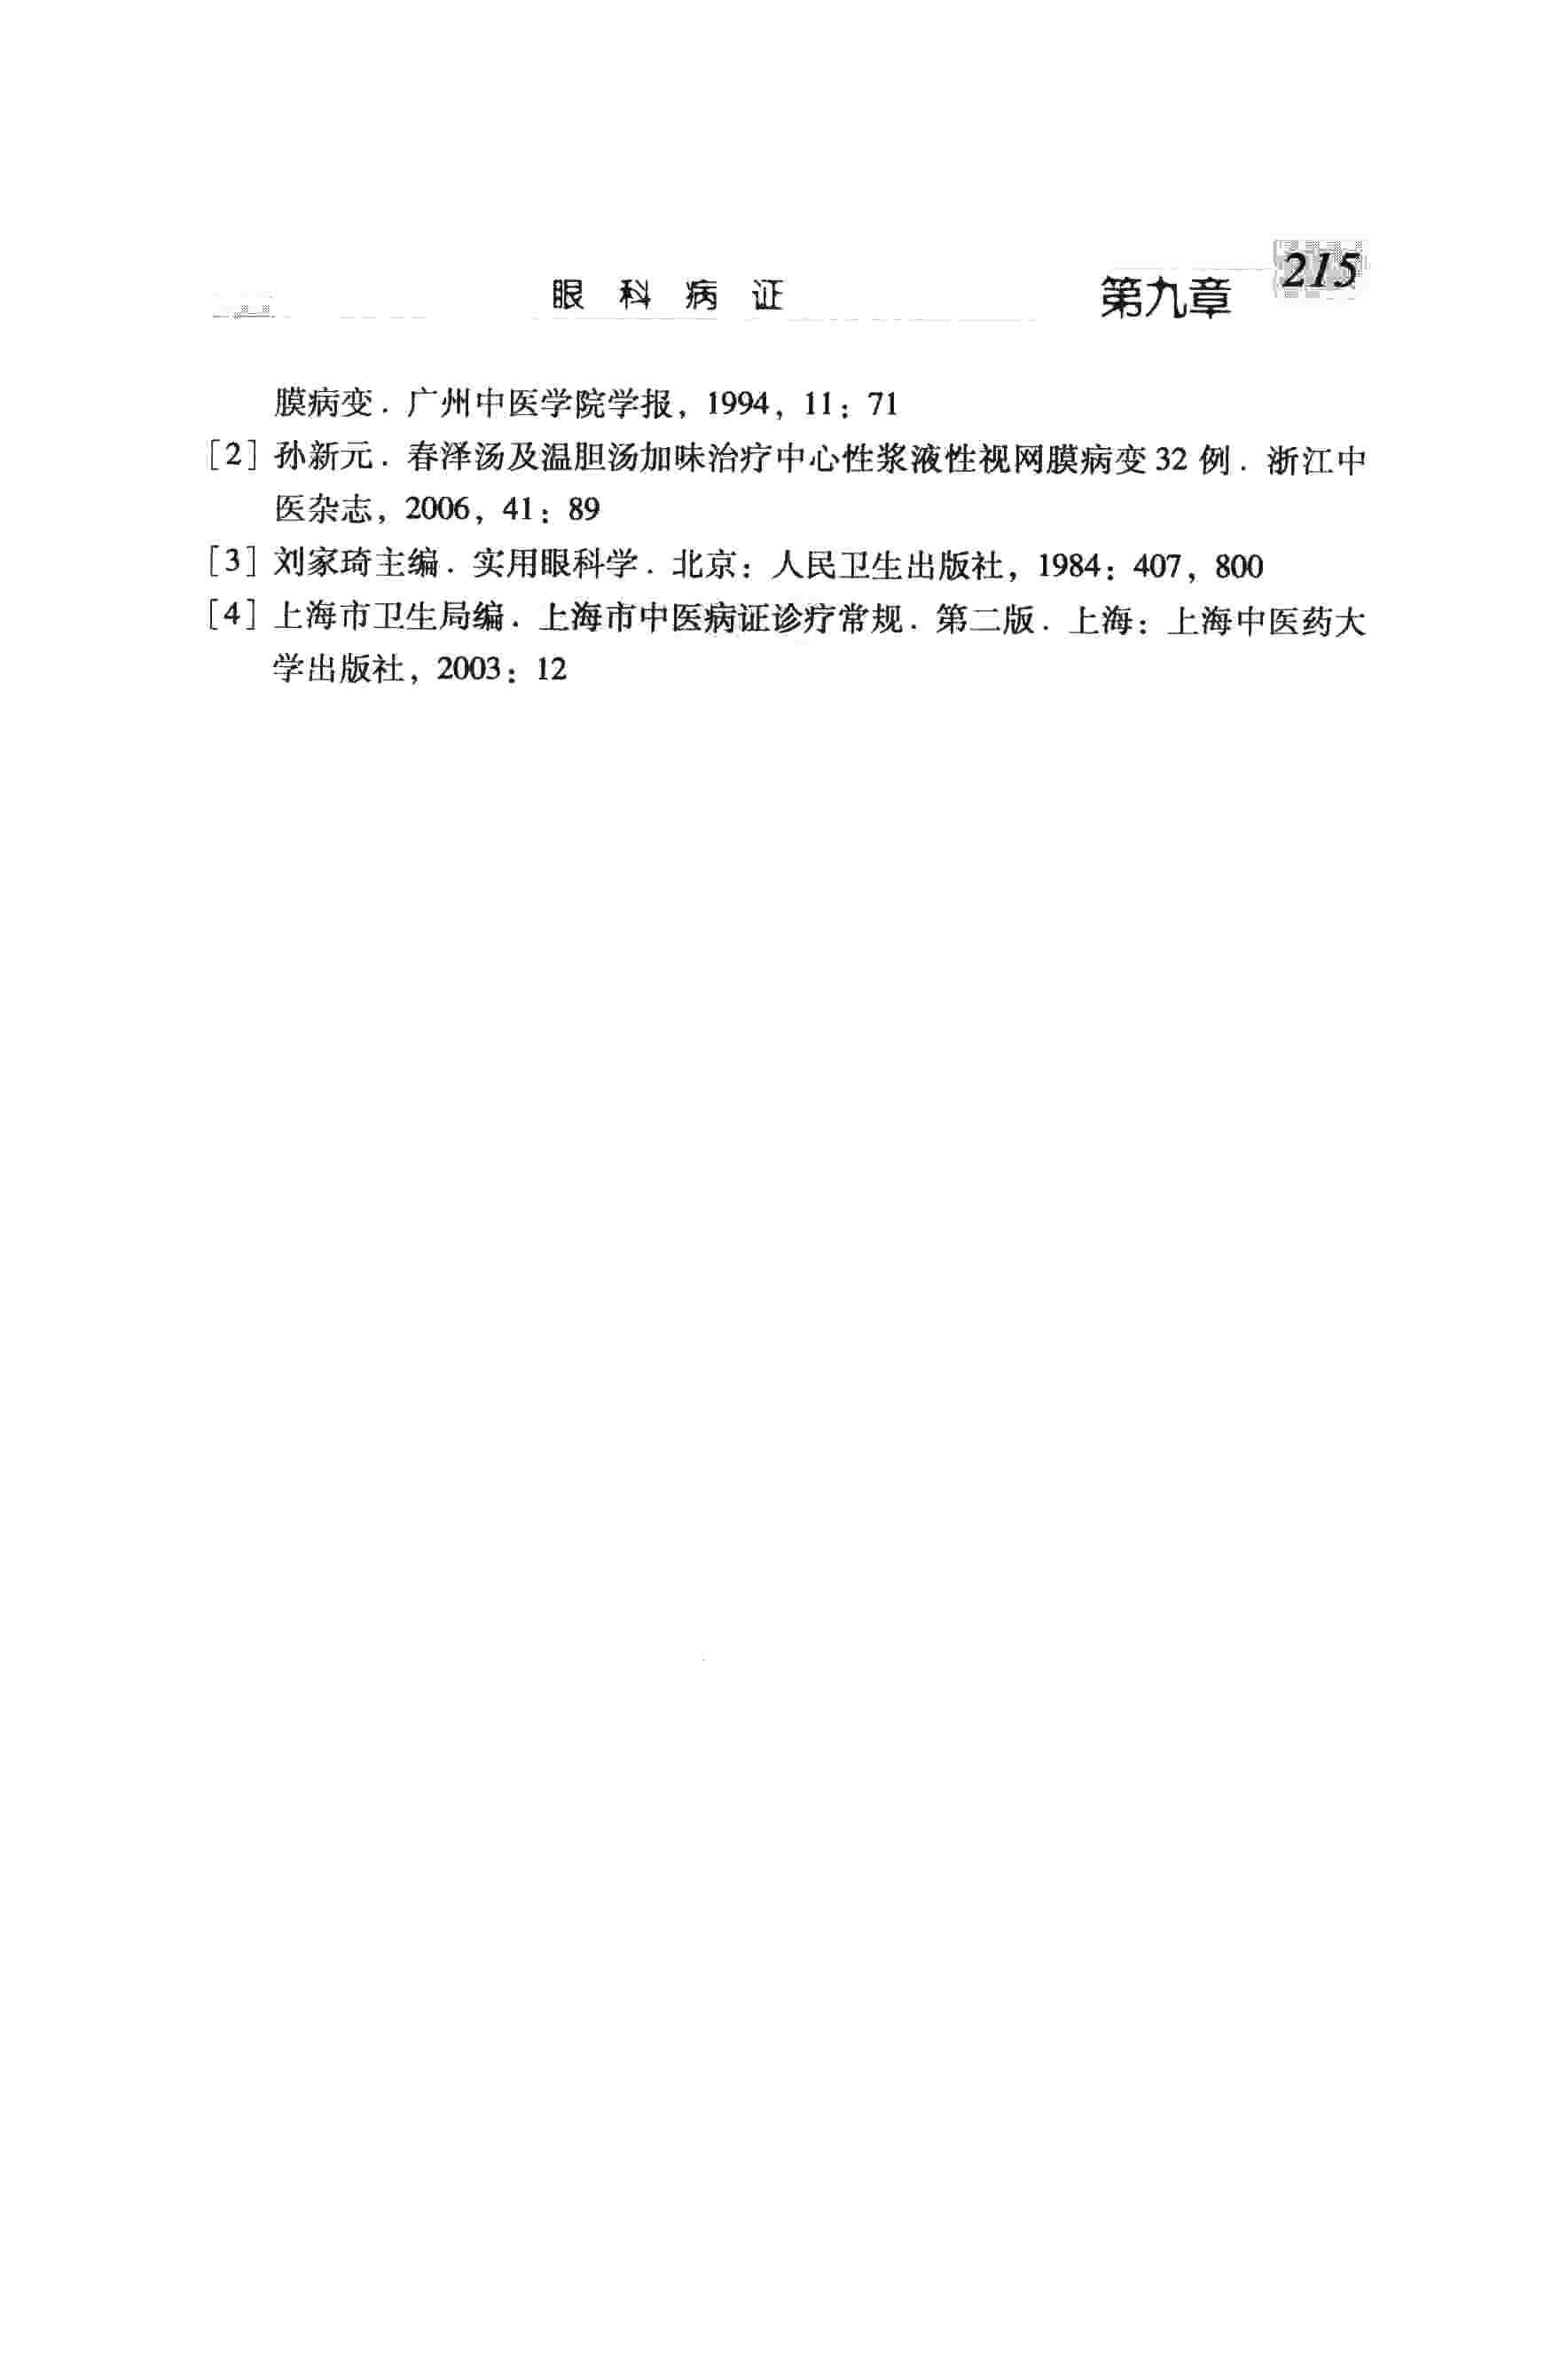 眼科病证 第九章 215
膜病变．广州中医学院学报，1994，11：71
［2］孙新元．春泽汤及温胆汤加味治疗中心性浆液性视网膜病变 32 例．浙江中
医杂志，2006，41：89
［3］刘家琦主编．实用眼科学．北京：人民卫生出版社，1984：407，800
［4］上海市卫生局编．上海市中医病证诊疗常规．第二版．上海：上海中医药大
学出版社，2003：12